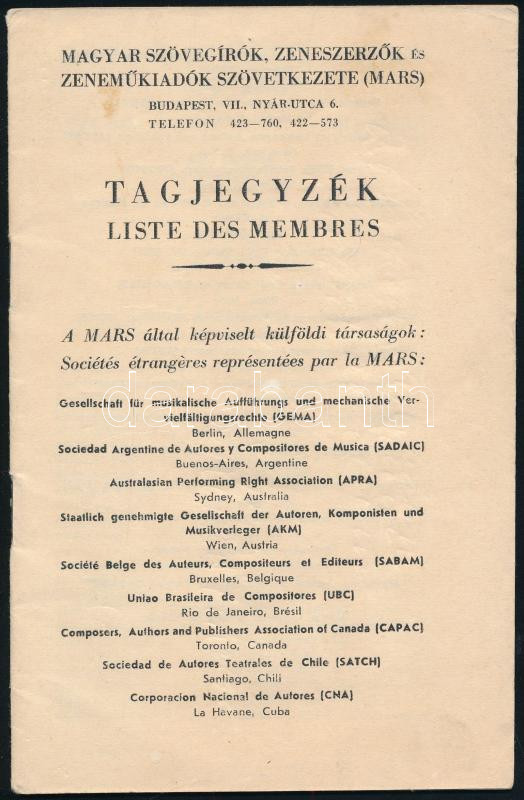 MAGYAR SZÖVEGÍRÓK, ZENESZERZŐK ÉS
ZENEMŰKIADÓK SZÖVETKEZETE (MARS)
BUDAPEST, VII., NYÁR-UTCA 6.
TELEFON 423—760, 422—573
TAGJEGYZÉK
LISTE DES MEMBRES
A MARS által képviselt külföldi társaságok:
Sociétés étrangères représentées par la MARS:
Gesellschaft für musikalische Aufführungs und mechanische Ver-
vielfältigungsrechte (GEMA)
Berlin, Allemagne
Sociedad Argentine de Autores y Compositores de Musica (SADAIC)
Buenos-Aires, Argentine
Australasian Performing Right Association (APRA)
Sydney, Australia
Staatlich genehmigte Gesellschaft der Autoren, Komponisten und
Musikverleger (AKM)
Wien, Austria
Société Belge des Auteurs, Compositeurs et Editeurs (SABAM)
Bruxelles, Belgique
Uniao Brasileira de Compositores (UBC)
Rio de Janeiro, Brésil
Composers, Authors and Publishers Association of Canada (CAPAC)
Toronto, Canada
Sociedad de Autores Teatrales de Chile (SATCH)
Santiago, Chili
Corporacion Nacional de Autores (CNA)
La Havane, Cuba
darabanth